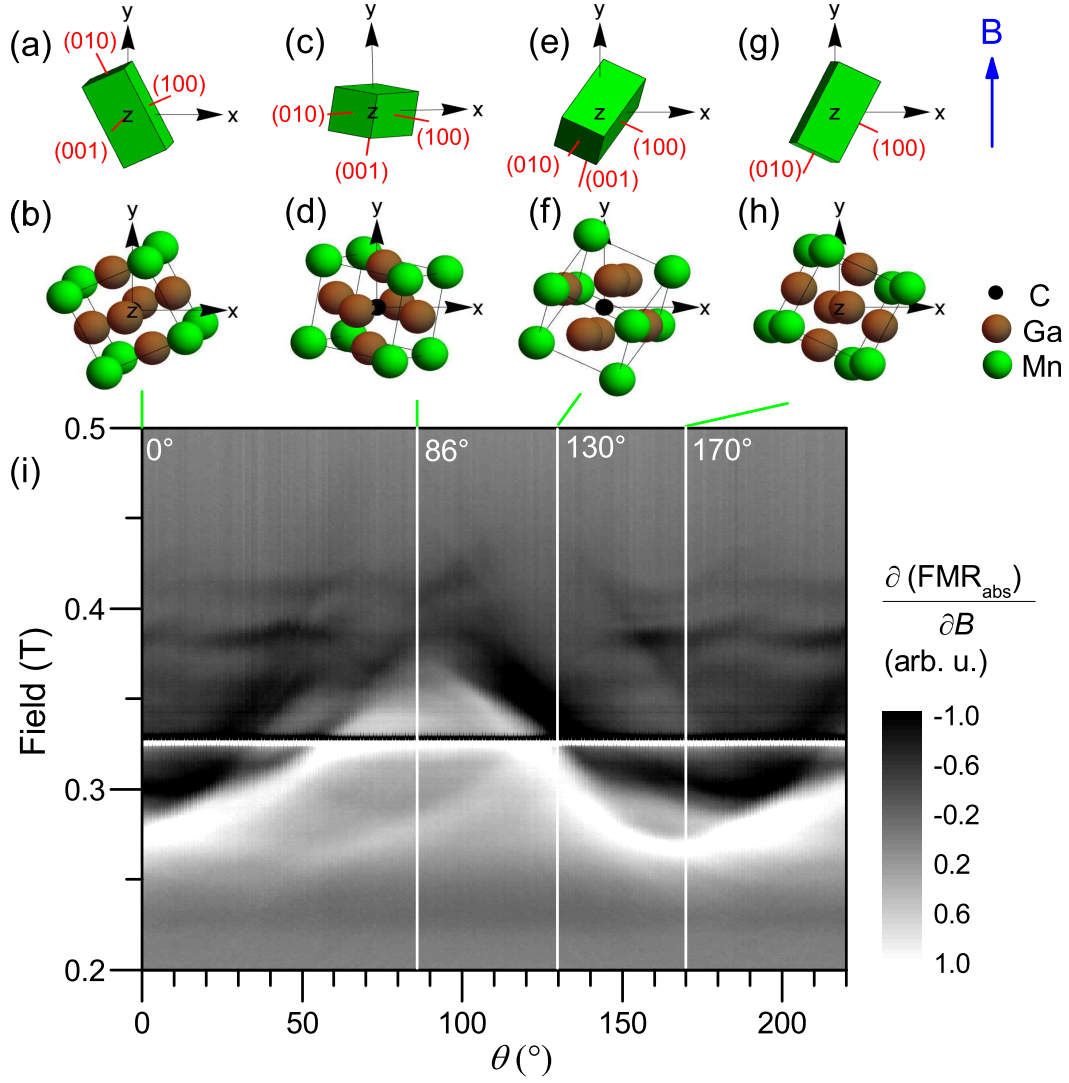 (a) y (010) (100) z x (001)
(c) y (010) z x (100) (001)
(e) y z x (100) (010) (001)
(g) y z x (100) (010)
B
(b) y z x
(d) y x
(f) y x
(h) y z x
C
Ga
Mn
(i)
0° 86° 130° 170°
0.5
0.4
0.3
0.2
Field (T)
0 50 100 150 200
θ (°)
∂ (FMRabs)
∂B
(arb. u.)
-1.0
-0.6
-0.2
0.2
0.6
1.0